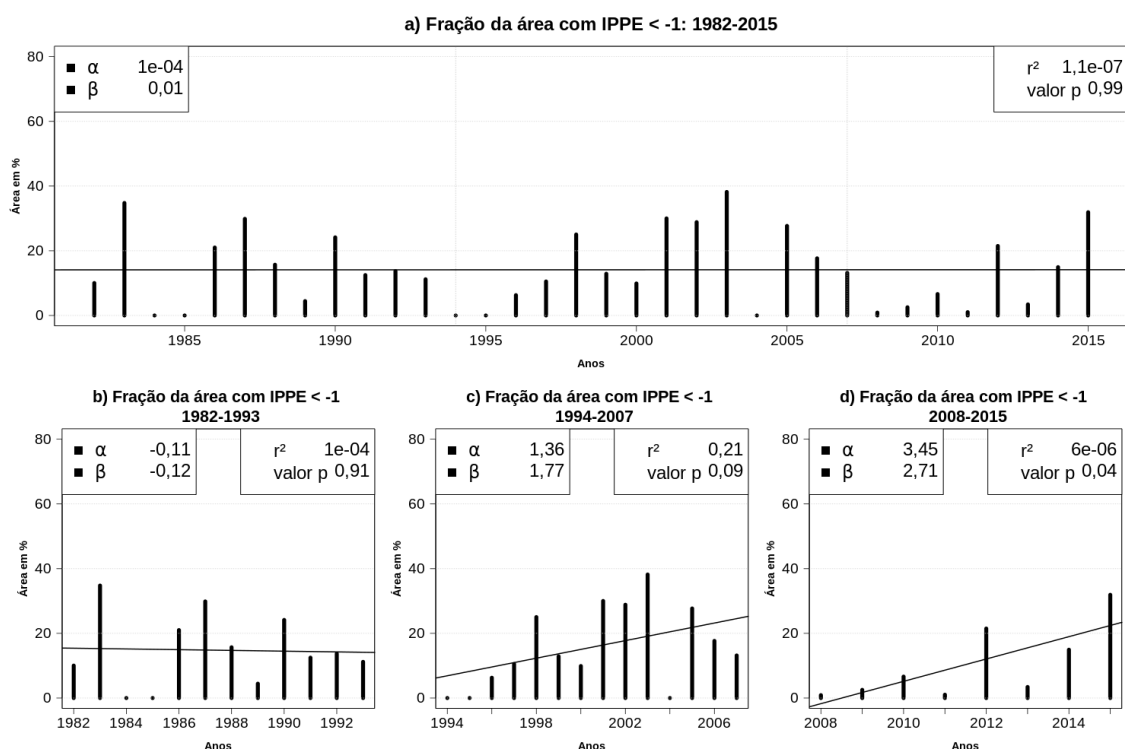 a) Fração da área com IPPE < -1: 1982-2015
■ α 1e-04
■ β 0,01
r² 1,1e-07
valor p 0,99
Área em %
80
60
40
20
0
1985 1990 1995 2000 2005 2010 2015
Anos
b) Fração da área com IPPE < -1
1982-1993
■ α -0,11
■ β -0,12
r² 1e-04
valor p 0,91
Área em %
80
60
40
20
0
1982 1984 1986 1988 1990 1992
Anos
c) Fração da área com IPPE < -1
1994-2007
■ α 1,36
■ β 1,77
r² 0,21
valor p 0,09
Área em %
80
60
40
20
0
1994 1998 2002 2006
Anos
d) Fração da área com IPPE < -1
2008-2015
■ α 3,45
■ β 2,71
r² 6e-06
valor p 0,04
Área em %
80
60
40
20
0
2008 2010 2012 2014
Anos